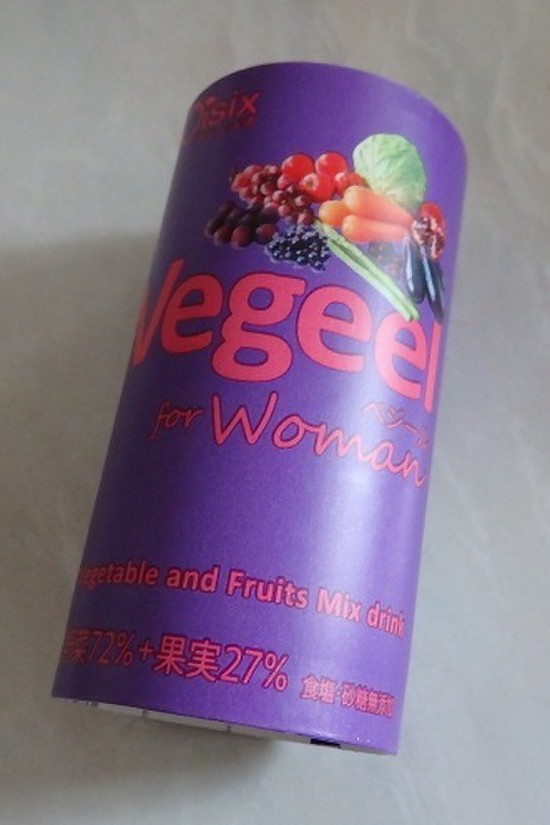 Oisix
Vegeel
ベジール
for Woman
Vegetable and Fruits Mix drink
野菜72%+果実27%
食塩・砂糖無添加